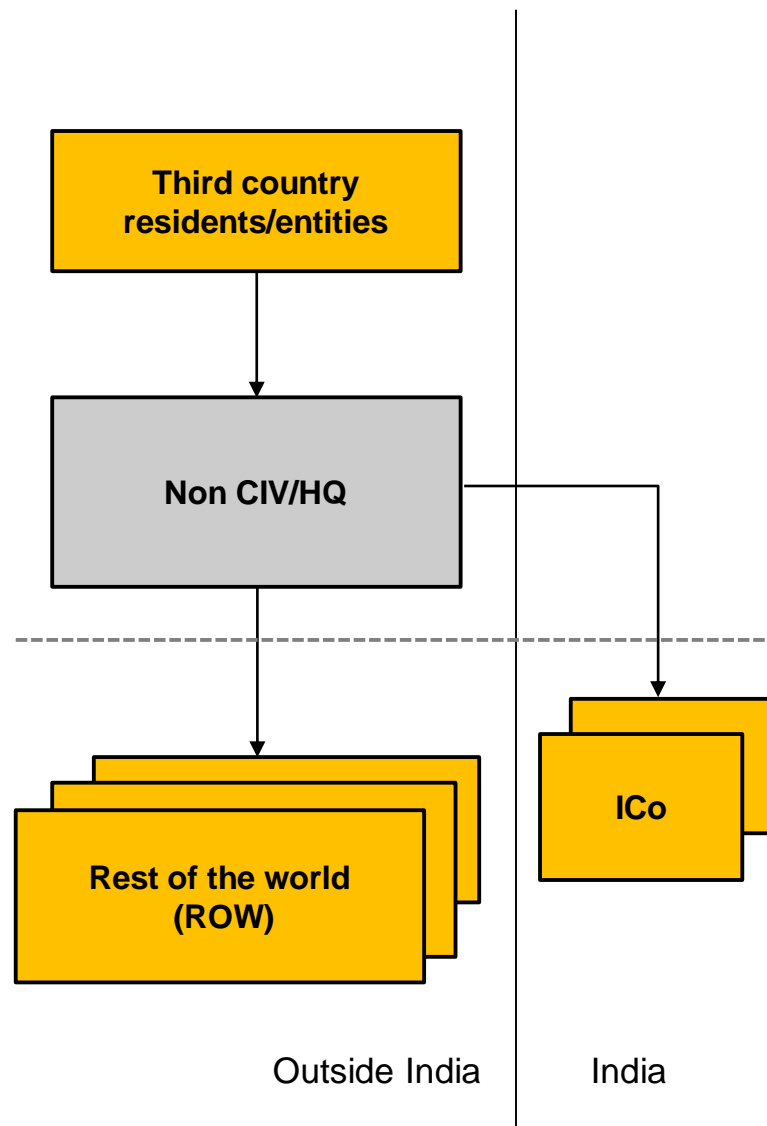 Third country
residents/entities
Non CIV/HQ
ICo
Rest of the world
(ROW)
Outside India
India